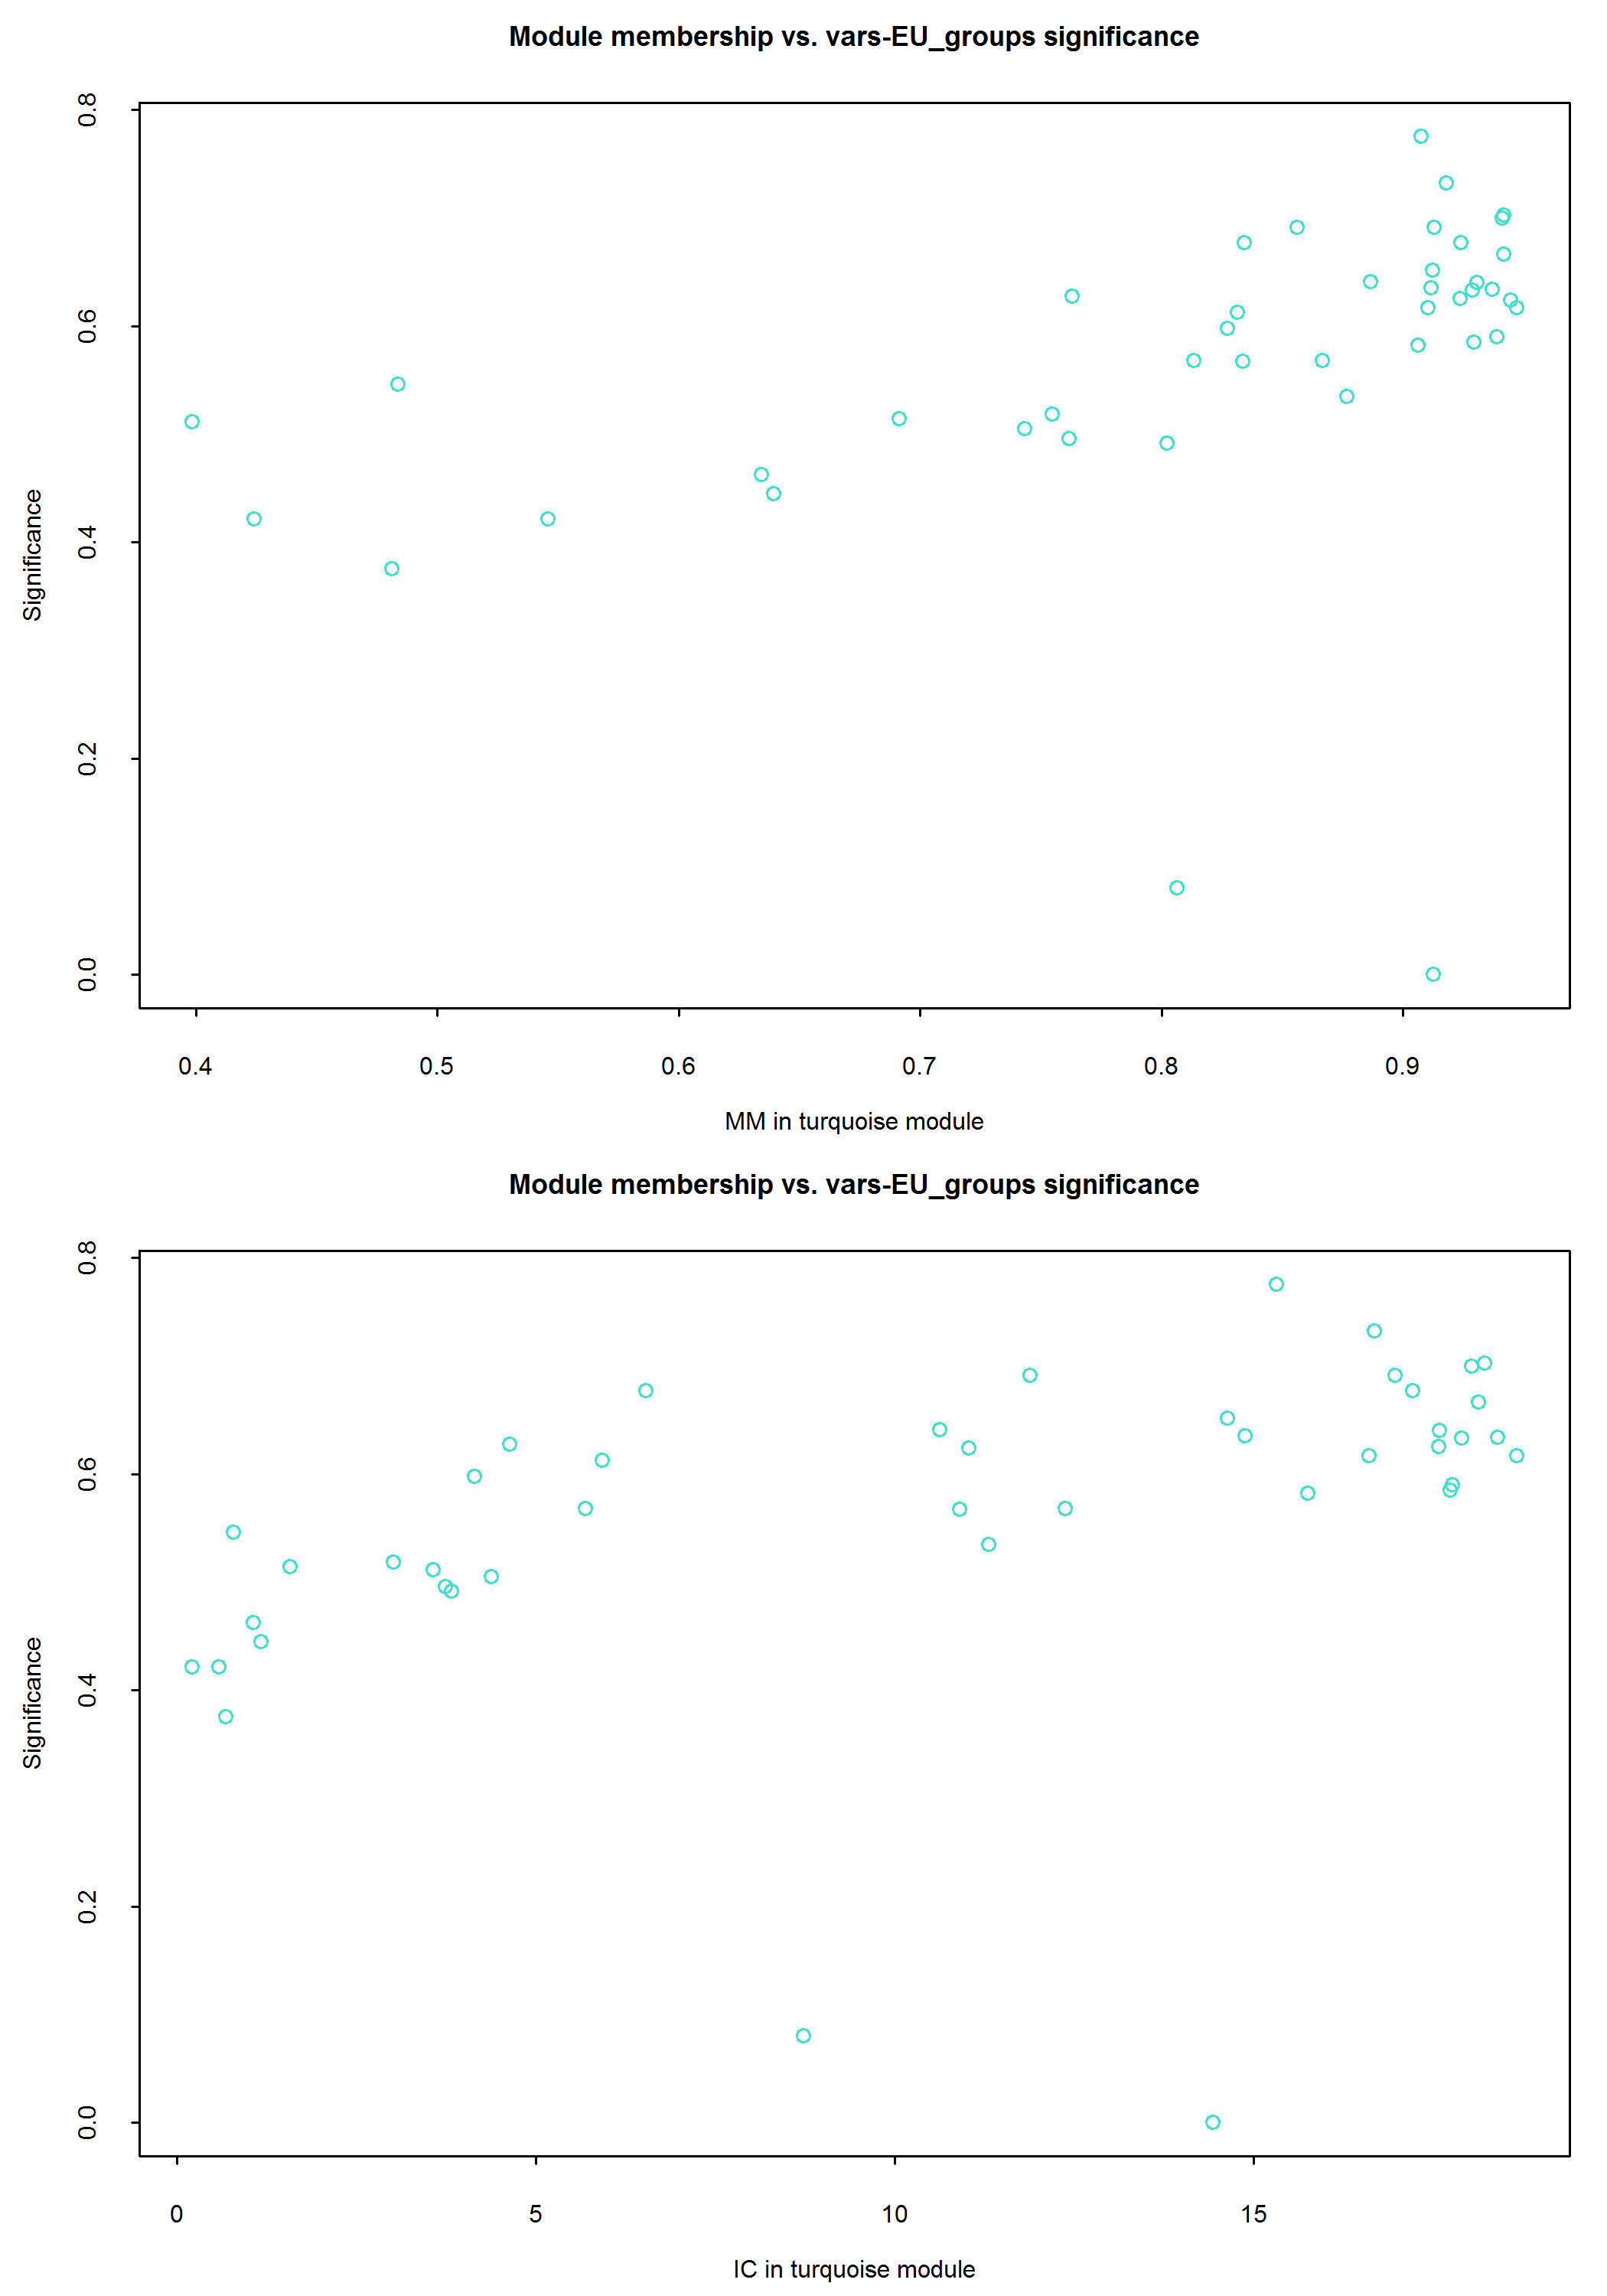 Module membership vs. vars-EU_groups significance
0.8
0.6
0.4
0.2
0.0
Significance
0.4 0.5 0.6 0.7 0.8 0.9
MM in turquoise module
Module membership vs. vars-EU_groups significance
0.8
0.6
0.4
0.2
0.0
Significance
0 5 10 15
IC in turquoise module